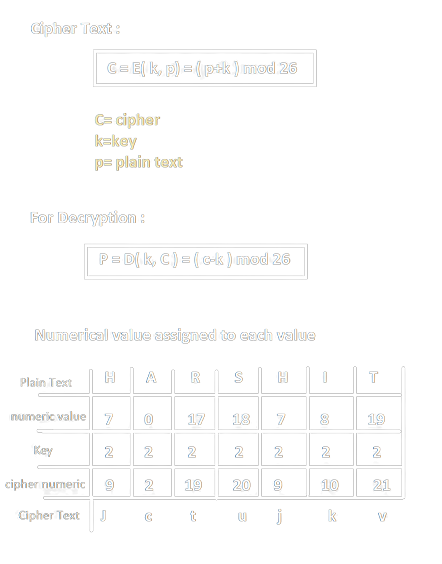 Cipher Text :
C = E( k, p) = ( p+k ) mod 26
C= cipher
k=key
p= plain text
For Decryption :
P = D( k, C ) = ( c-k ) mod 26
Numerical value assigned to each value
Plain Text H A R S H I T
numeric value 7 0 17 18 7 8 19
Key 2 2 2 2 2 2 2
cipher numeric 9 2 19 20 9 10 21
Cipher Text J c t u j k v